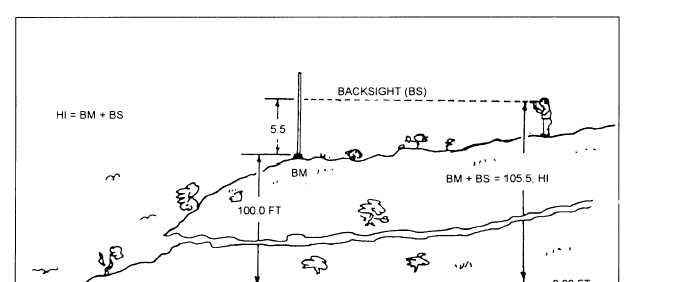 BACKSIGHT (BS)
HI = BM + BS
5.5
BM
BM + BS = 105.5, HI
100.0 FT